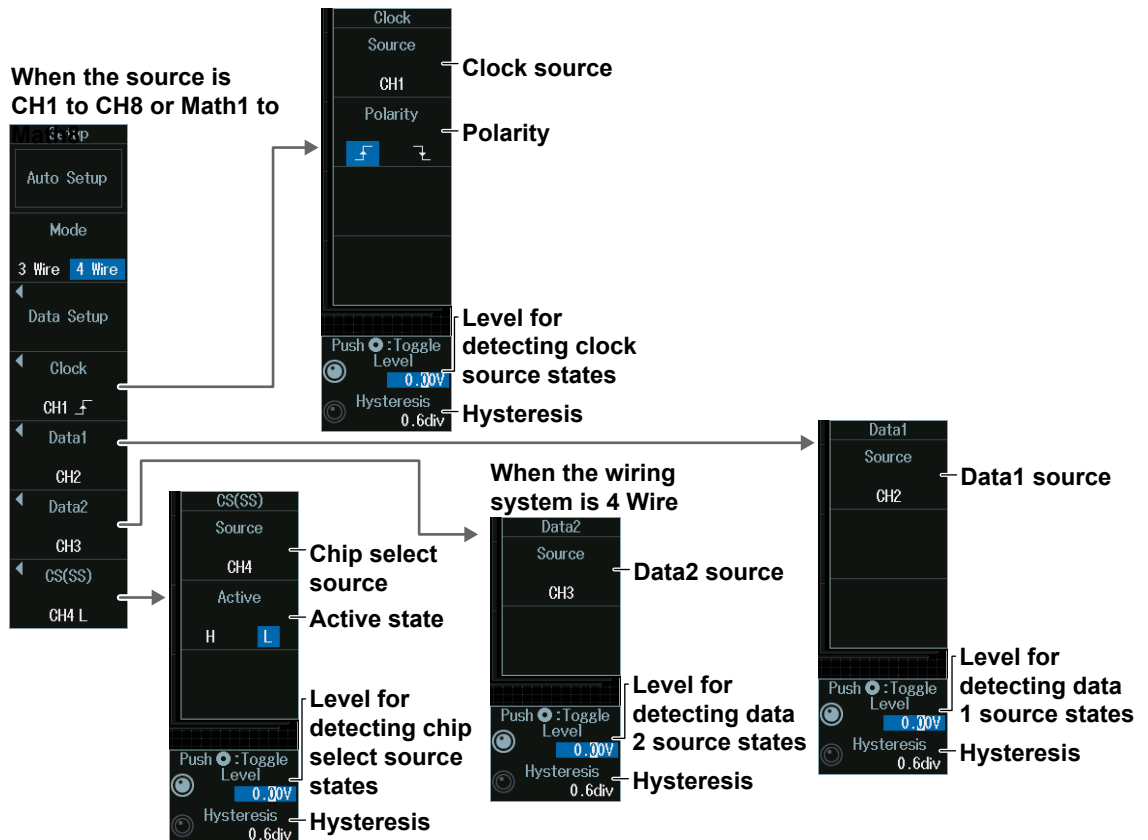 When the source is
CH1 to CH8 or Math1 to
Math8
Setup
Auto Setup
Mode
3 Wire 4 Wire
Data Setup
Clock
CH1
Data1
CH2
Data2
CH3
CS(SS)
CH4 L
Clock
Source
CH1
Polarity
Push :Toggle
Level
0.00V
Hysteresis
0.6div
Clock source
Polarity
Level for
detecting clock
source states
Hysteresis
CS(SS)
Source
CH4
Active
H L
Push :Toggle
Level
0.00V
Hysteresis
0.6div
Chip select
source
Active state
Level for
detecting chip
select source
states
Hysteresis
When the wiring
system is 4 Wire
Data2
Source
CH3
Push :Toggle
Level
0.00V
Hysteresis
0.6div
Data2 source
Level for
detecting data
2 source states
Hysteresis
Data1
Source
CH2
Push :Toggle
Level
0.00V
Hysteresis
0.6div
Data1 source
Level for
detecting data
1 source states
Hysteresis